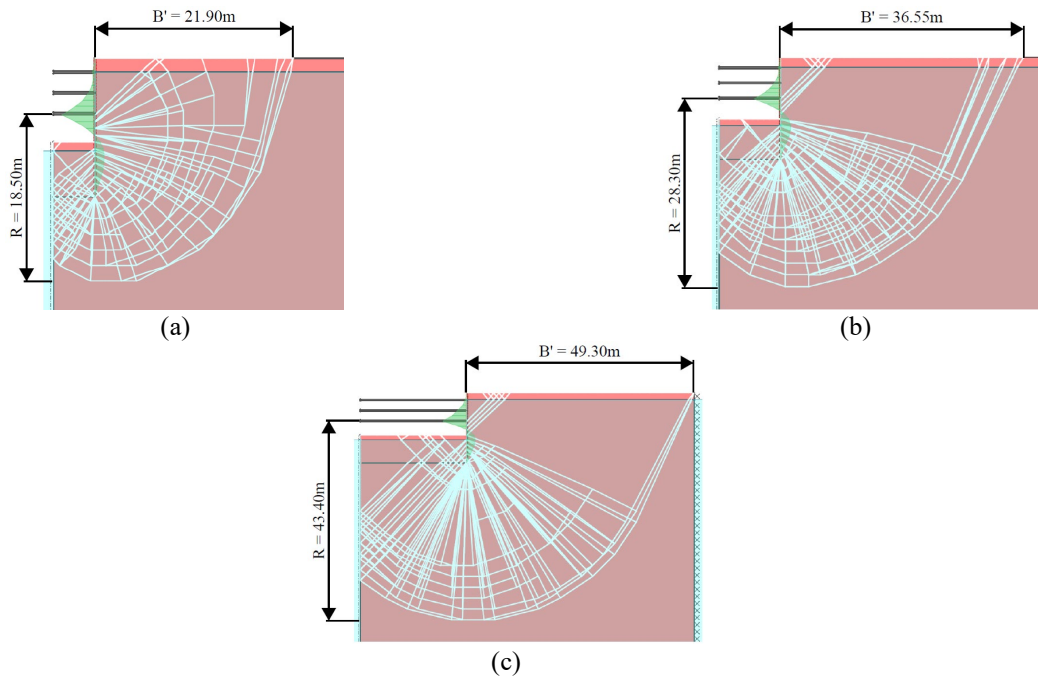 B' = 21.90m
R = 18.50m
(a)
B' = 36.55m
R = 28.30m
(b)
B' = 49.30m
R = 43.40m
(c)